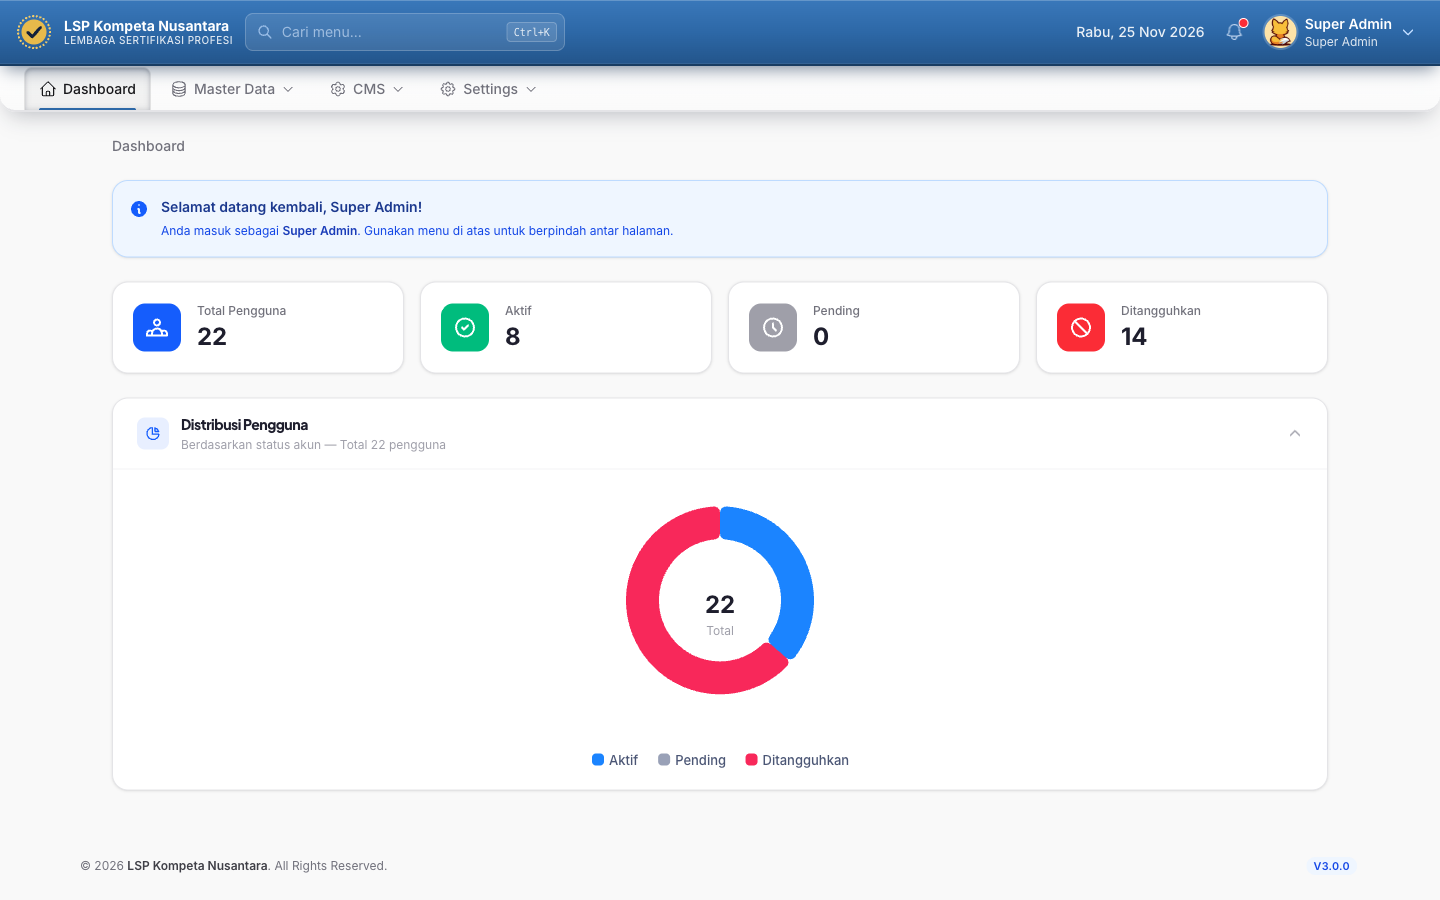 LSP Kompeta Nusantara
LEMBAGA SERTIFIKASI PROFESI
Cari menu...
Ctrl+K
Rabu, 25 Nov 2026
Super Admin
Super Admin
Dashboard
Master Data
CMS
Settings
Dashboard
Selamat datang kembali, Super Admin!
Anda masuk sebagai Super Admin. Gunakan menu di atas untuk berpindah antar halaman.
Total Pengguna
22
Aktif
8
Pending
0
Ditangguhkan
14
Distribusi Pengguna
Berdasarkan status akun — Total 22 pengguna
22
Total
Aktif
Pending
Ditangguhkan
© 2026 LSP Kompeta Nusantara. All Rights Reserved.
V3.0.0